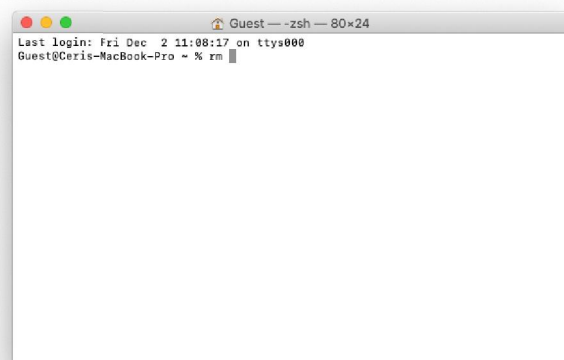 Guest — -zsh — 80×24
Last login: Fri Dec  2 11:08:17 on ttys000
Guest@Ceris-MacBook-Pro ~ % rm